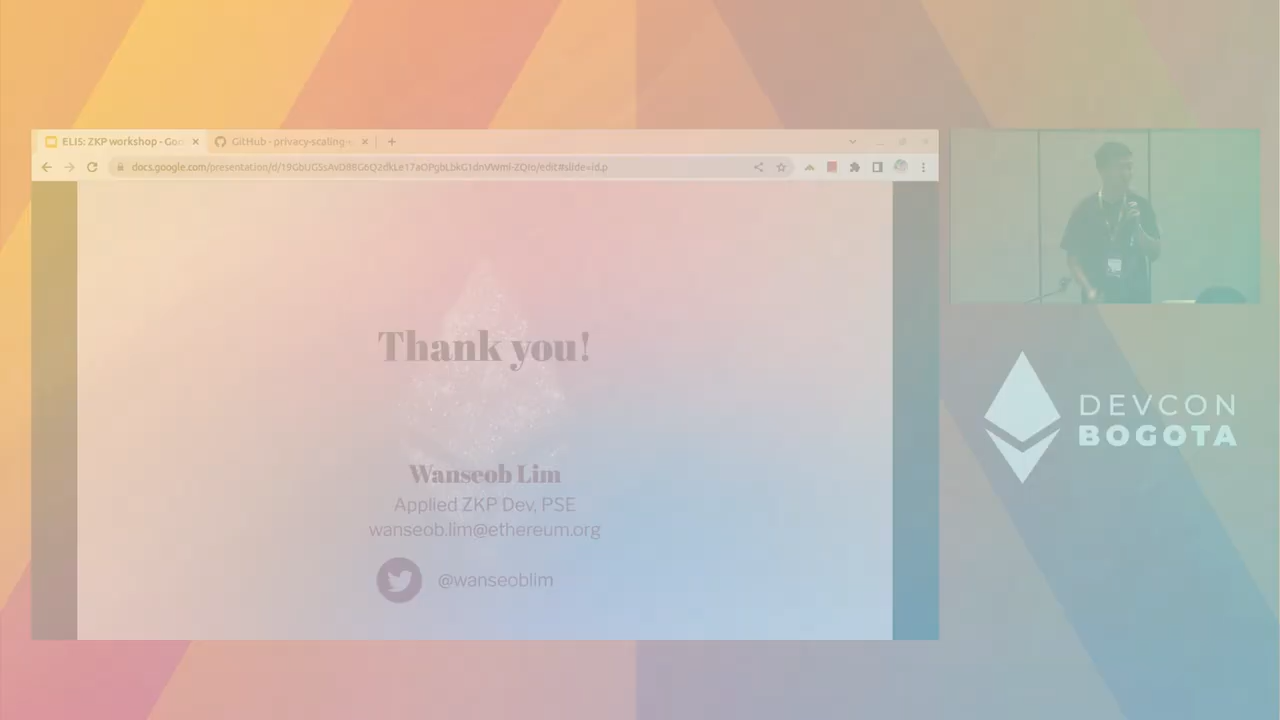 ELI5: ZKP workshop - Goo
GitHub - privacy-scaling-
Thank you!
Wanseob Lim
Applied ZKP Dev, PSE
wanseob.lim@ethereum.org
@wanseoblim
DEVCON
BOGOTA